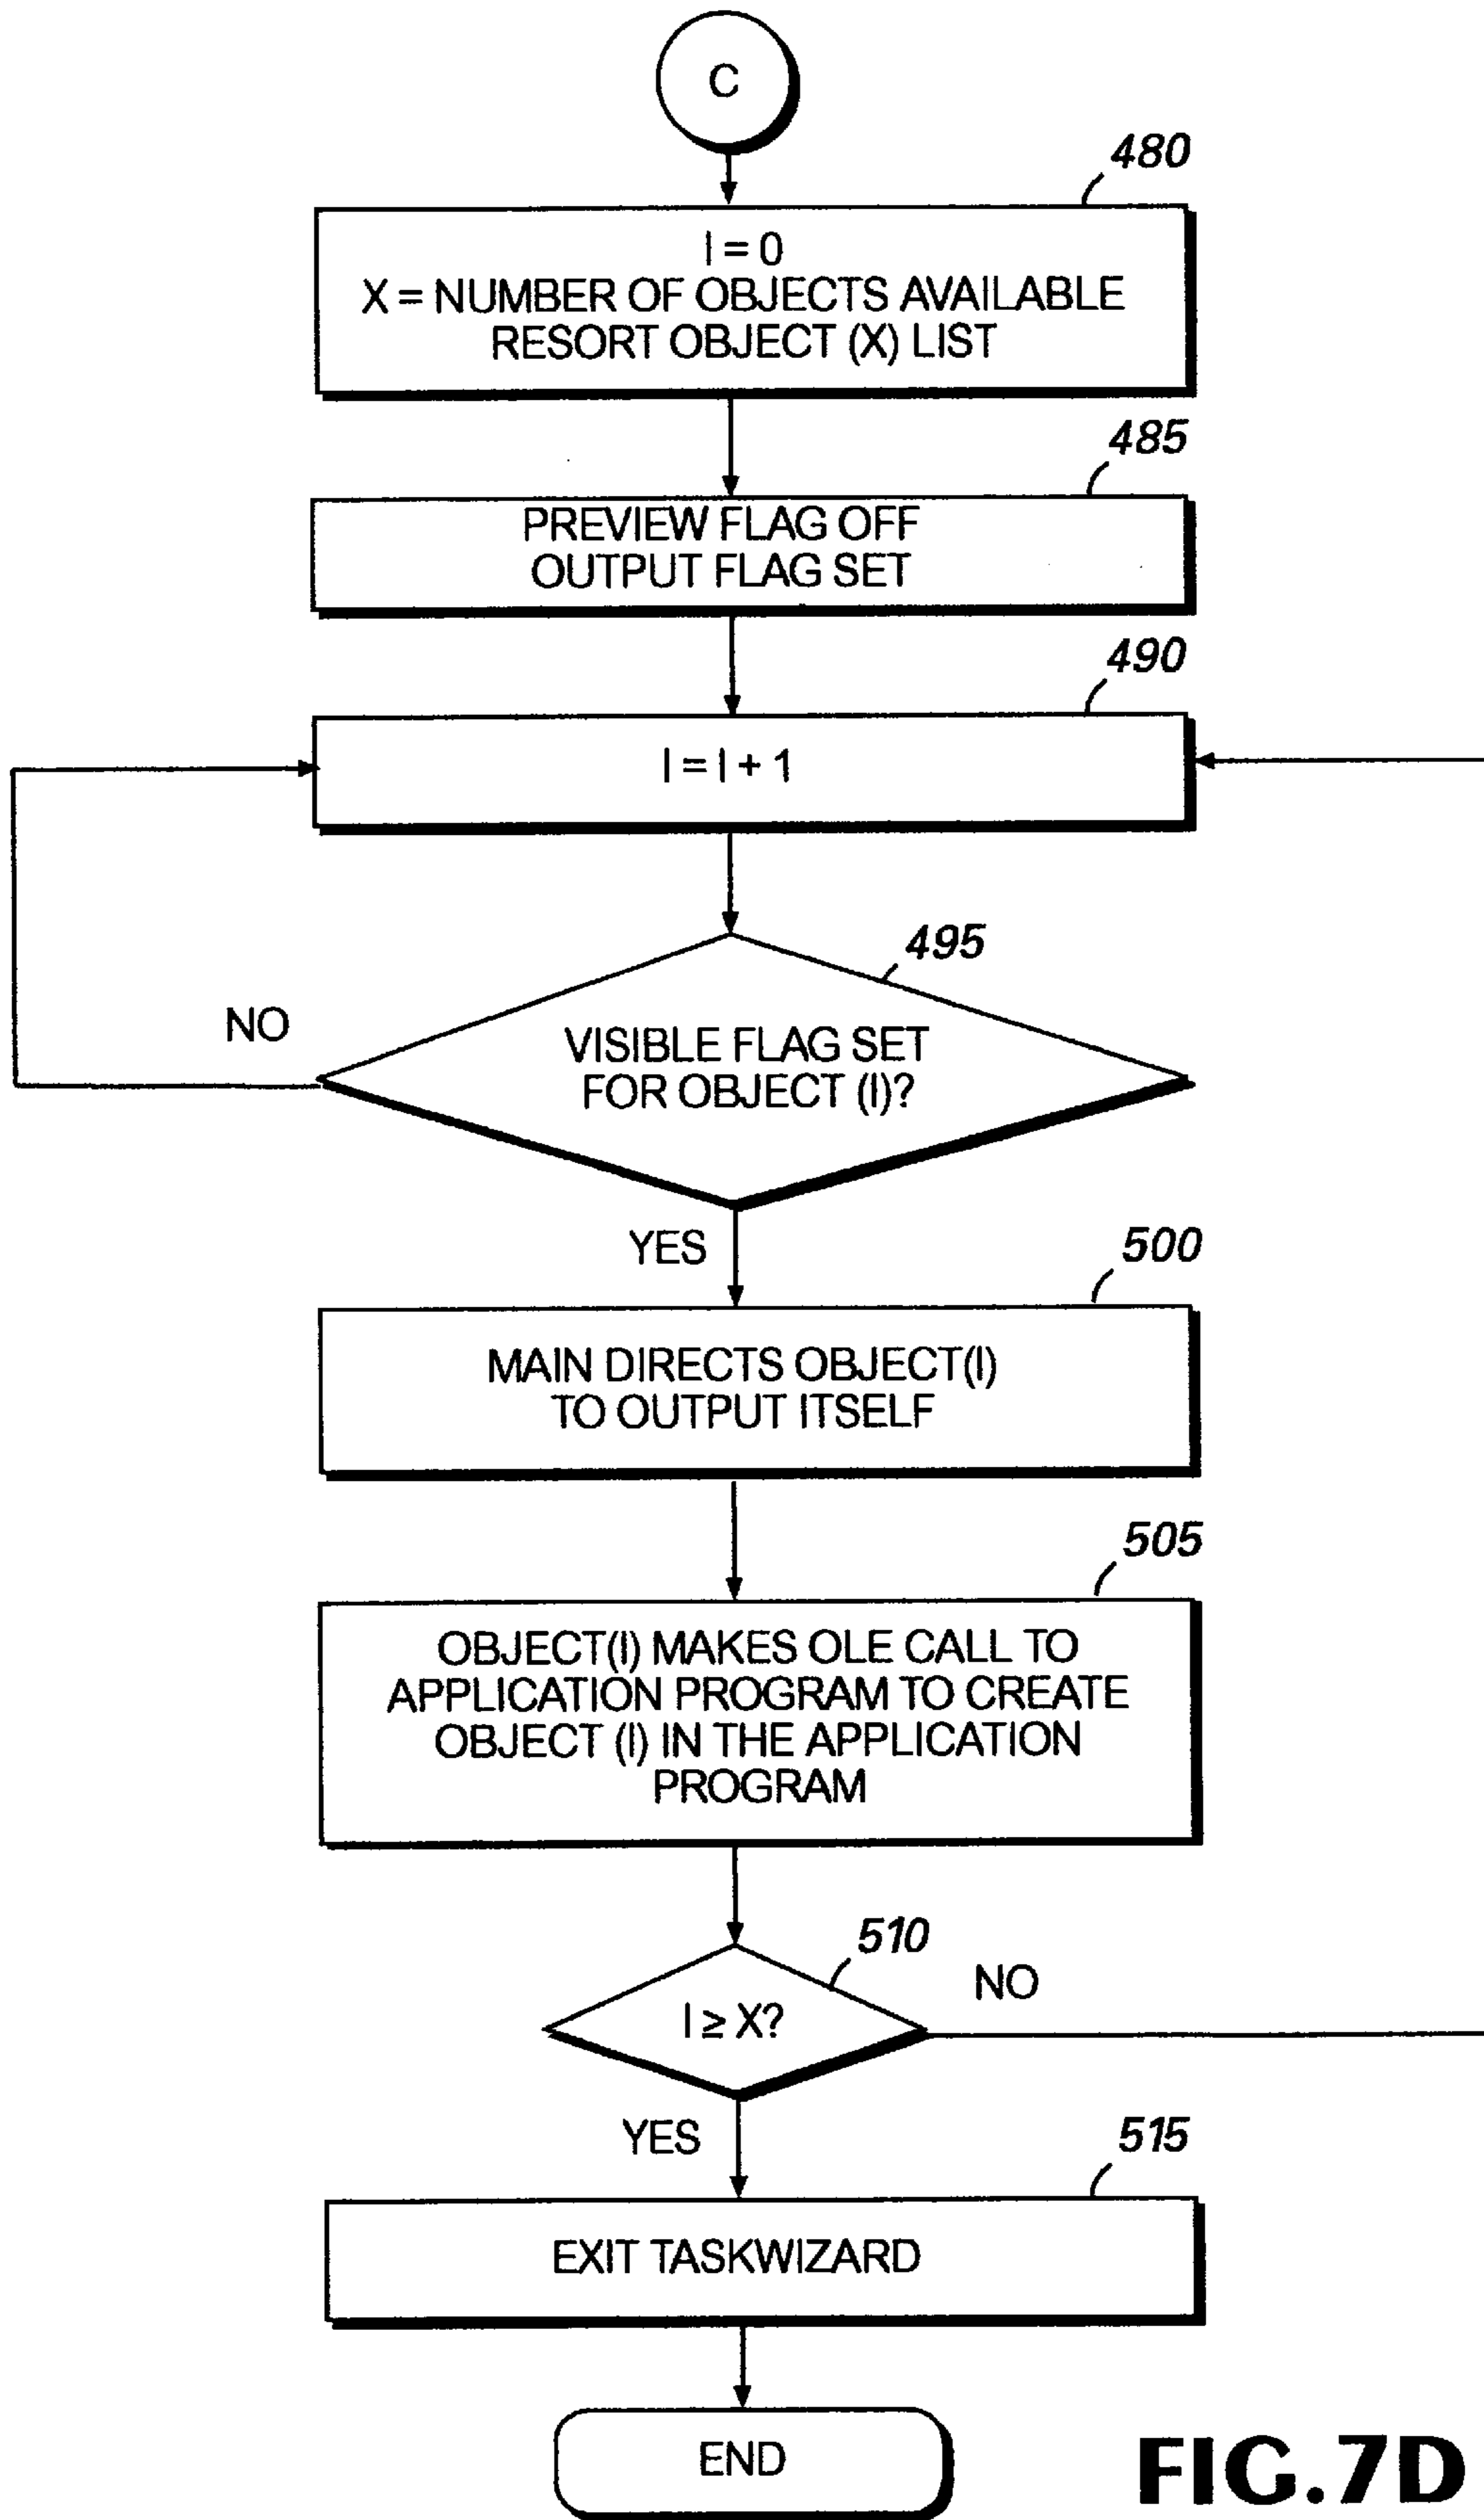 C
480
I = 0
X = NUMBER OF OBJECTS AVAILABLE
RESORT OBJECT (X) LIST
485
PREVIEW FLAG OFF
OUTPUT FLAG SET
490
I = I + 1
495
NO
VISIBLE FLAG SET
FOR OBJECT (I)?
YES
500
MAIN DIRECTS OBJECT(I)
TO OUTPUT ITSELF
505
OBJECT(I) MAKES OLE CALL TO
APPLICATION PROGRAM TO CREATE
OBJECT (I) IN THE APPLICATION
PROGRAM
510
NO
I ≥ X?
YES
515
EXIT TASKWIZARD
END
FIG.7D